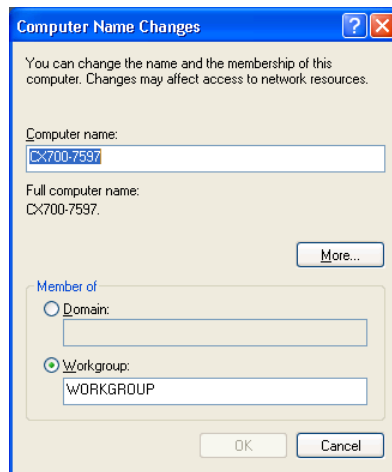 Computer Name Changes
You can change the name and the membership of this
computer. Changes may affect access to network resources.
Computer name:
CX700-7597
Full computer name:
CX700-7597.
More...
Member of
Domain:
Workgroup:
WORKGROUP
OK Cancel